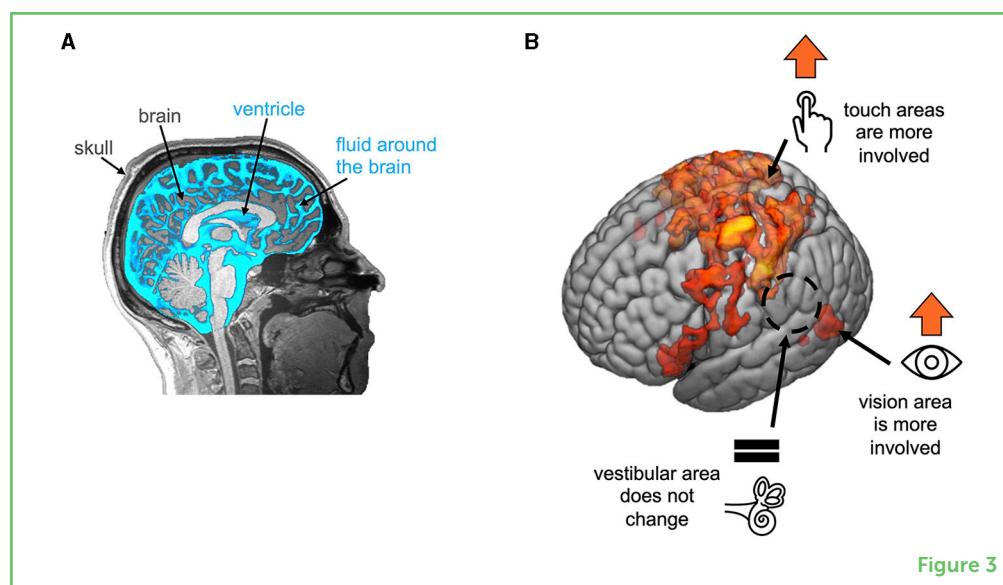 A
skull
brain
ventricle
fluid around
the brain
B
touch areas
are more
involved
vision area
is more
involved
vestibular area
does not
change
Figure 3